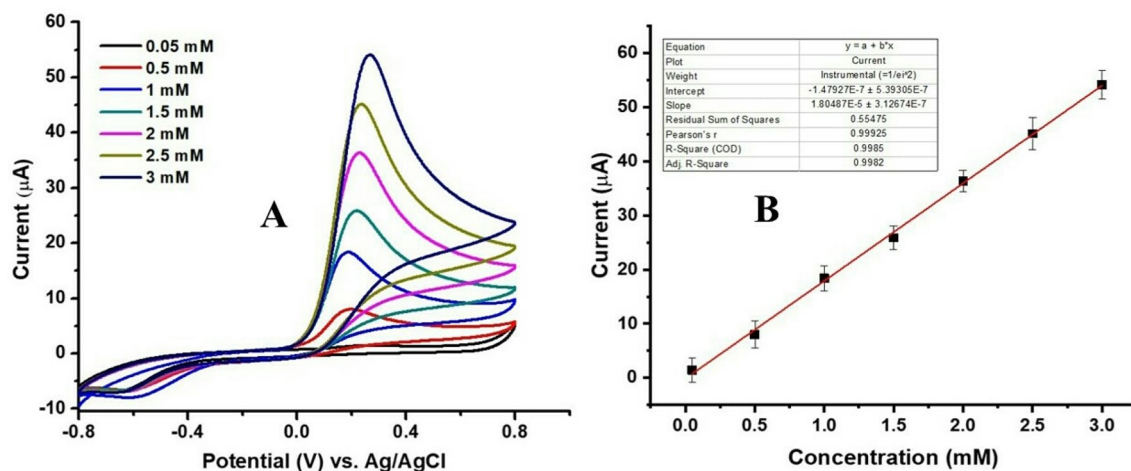 0.05 mM
0.5 mM
1 mM
1.5 mM
2 mM
2.5 mM
3 mM
A
Current (μA)
60
50
40
30
20
10
0
-10
-0.8
-0.4
0.0
0.4
0.8
Potential (V) vs. Ag/AgCl
Equation y = a + b*x
Plot Current
Weight Instrumental (=1/ei^2)
Intercept -1.47927E-7 ± 5.39305E-7
Slope 1.80487E-5 ± 3.12674E-7
Residual Sum of Squares 0.55475
Pearson's r 0.99925
R-Square (COD) 0.9985
Adj. R-Square 0.9982
B
Current (μA)
60
50
40
30
20
10
0
0.0
0.5
1.0
1.5
2.0
2.5
3.0
Concentration (mM)